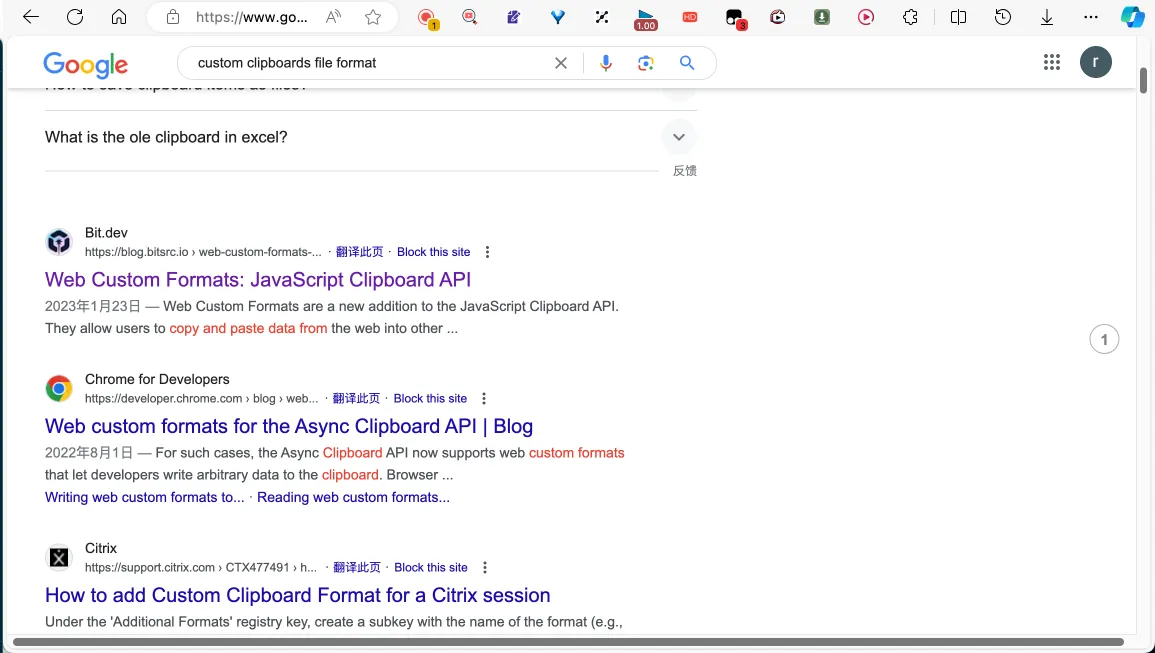 https://www.go...
1
1.00
HD
3
Google
custom clipboards file format
r
How to save clipboard items as files?
What is the ole clipboard in excel?
反馈
Bit.dev
https://blog.bitsrc.io › web-custom-formats-... · 翻译此页 · Block this site
Web Custom Formats: JavaScript Clipboard API
2023年1月23日 — Web Custom Formats are a new addition to the JavaScript Clipboard API.
They allow users to copy and paste data from the web into other ...
1
Chrome for Developers
https://developer.chrome.com › blog › web... · 翻译此页 · Block this site
Web custom formats for the Async Clipboard API | Blog
2022年8月1日 — For such cases, the Async Clipboard API now supports web custom formats
that let developers write arbitrary data to the clipboard. Browser ...
Writing web custom formats to... · Reading web custom formats...
Citrix
https://support.citrix.com › CTX477491 › h... · 翻译此页 · Block this site
How to add Custom Clipboard Format for a Citrix session
Under the 'Additional Formats' registry key, create a subkey with the name of the format (e.g.,